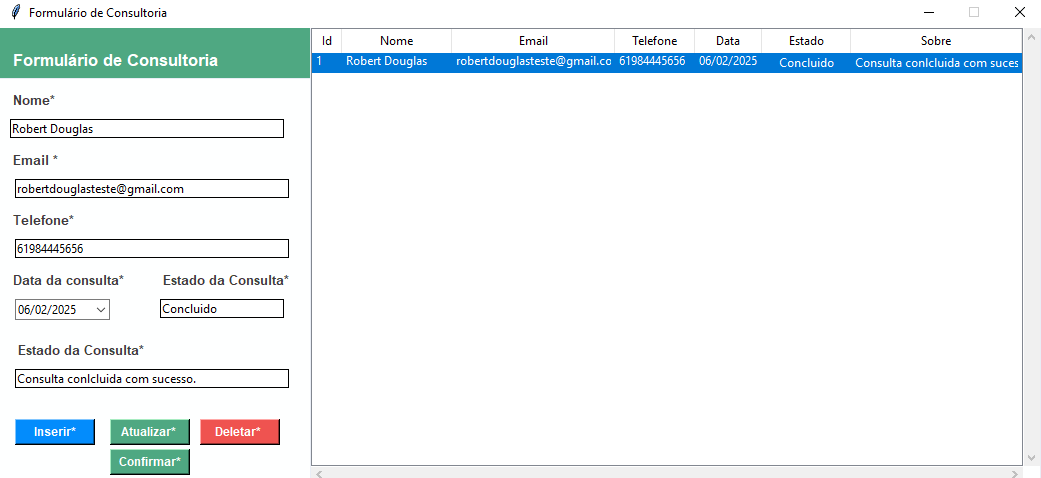 Formulário de Consultoria
Formulário de Consultoria
Nome*
Robert Douglas
Email *
robertdouglasteste@gmail.com
Telefone*
61984445656
Data da consulta* Estado da Consulta*
06/02/2025 Concluido
Estado da Consulta*
Consulta conlcluida com sucesso.
Inserir* Atualizar* Deletar*
Confirmar*
Id Nome Email Telefone Data Estado Sobre
1 Robert Douglas robertdouglasteste@gmail.co 61984445656 06/02/2025 Concluido Consulta conlcluida com suces